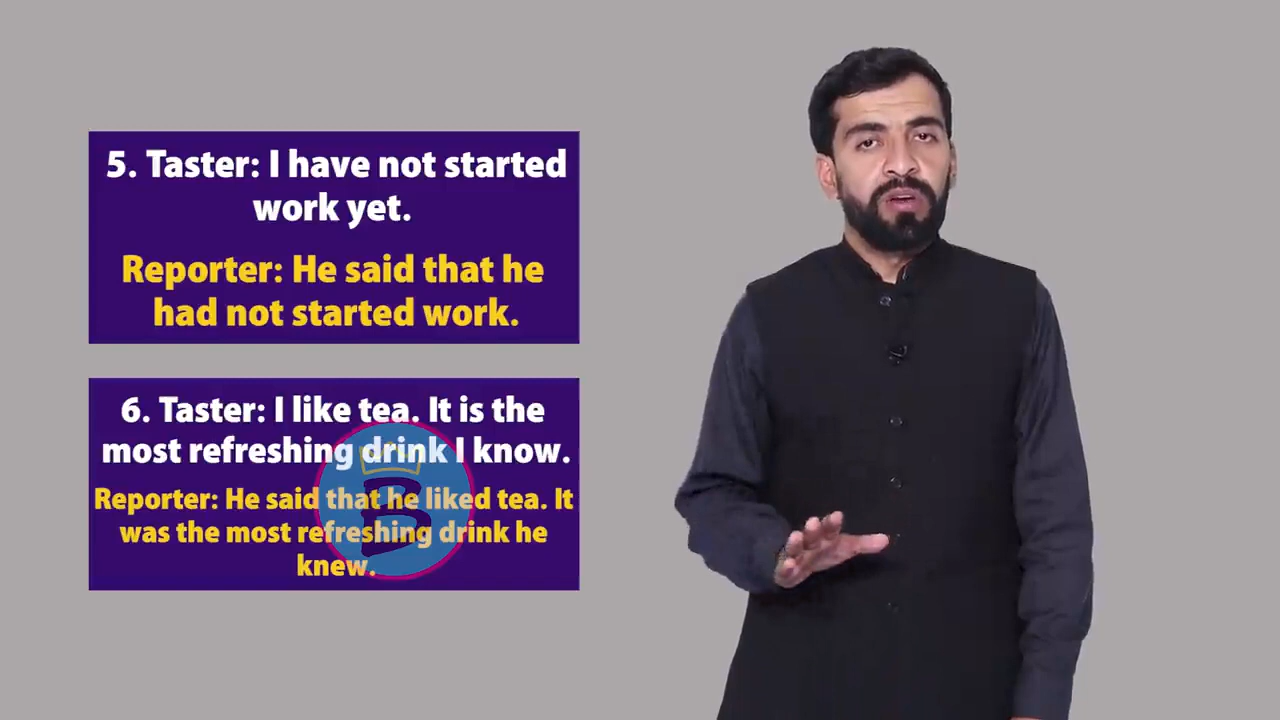 5. Taster: I have not started
work yet.
Reporter: He said that he
had not started work.
6. Taster: I like tea. It is the
most refreshing drink I know.
Reporter: He said that he liked tea. It
was the most refreshing drink he
knew.
B